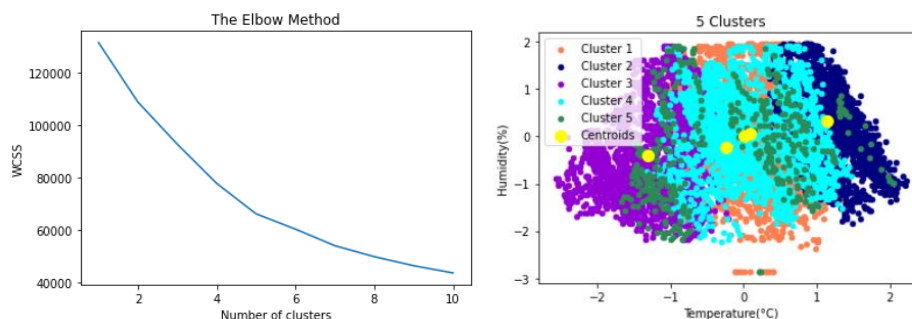 The Elbow Method
120000
100000
80000
60000
40000
WCSS
2
4
6
8
10
Number of clusters
5 Clusters
Cluster 1
Cluster 2
Cluster 3
Cluster 4
Cluster 5
Centroids
2
1
0
−1
−2
−3
Humidity(%)
−2
−1
0
1
2
Temperature(°C)